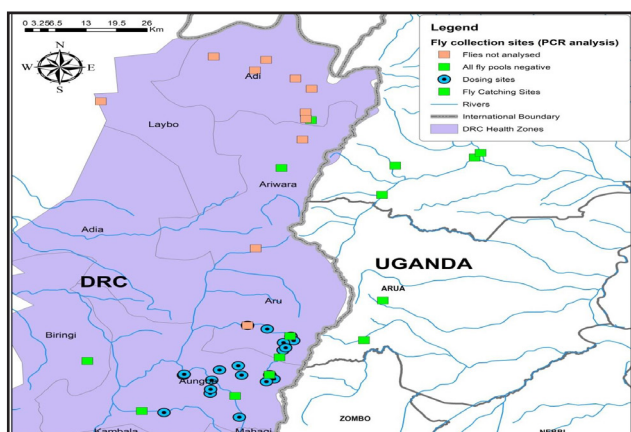 0 3.25 6.5 13 19.5 26
Km
N
W E
S
Legend
Fly collection sites (PCR analysis)
Flies not analysed
All fly pools negative
Dosing sites
Fly Catching Sites
Rivers
International Boundary
DRC Health Zones
Adi
Laybo
Ariwara
Adia
DRC
UGANDA
Aru
ARUA
Biringi
Aungba
Kambala
Mahagi
ZOMBO
NEBBI